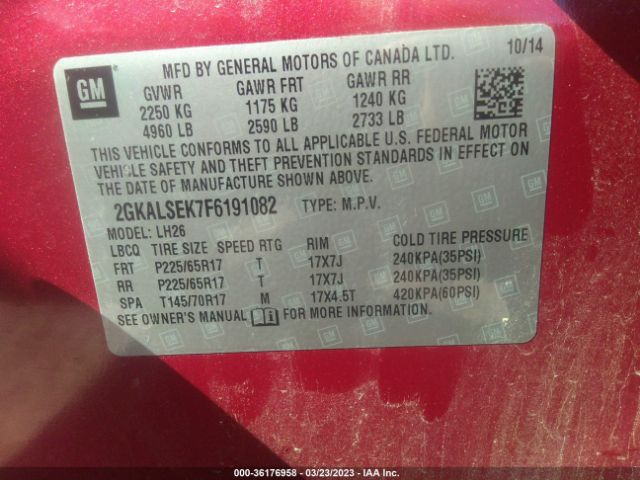 MFD BY GENERAL MOTORS OF CANADA LTD. 10/14
GM
GVWR GAWR FRT GAWR RR
2250 KG 1175 KG 1240 KG
4960 LB 2590 LB 2733 LB
THIS VEHICLE CONFORMS TO ALL APPLICABLE U.S. FEDERAL MOTOR
VEHICLE SAFETY AND THEFT PREVENTION STANDARDS IN EFFECT ON
THE DATE OF MANUFACTURE SHOWN ABOVE.
2GKALSEK7F6191082 TYPE: M.P.V.
MODEL: LH26
LBCQ TIRE SIZE SPEED RTG RIM COLD TIRE PRESSURE
FRT P225/65R17 T 17X7J 240KPA(35PSI)
RR P225/65R17 T 17X7J 240KPA(35PSI)
SPA T145/70R17 M 17X4.5T 420KPA(60PSI)
SEE OWNER'S MANUAL FOR MORE INFORMATION.
000-36176958 - 03/23/2023 - IAA Inc.